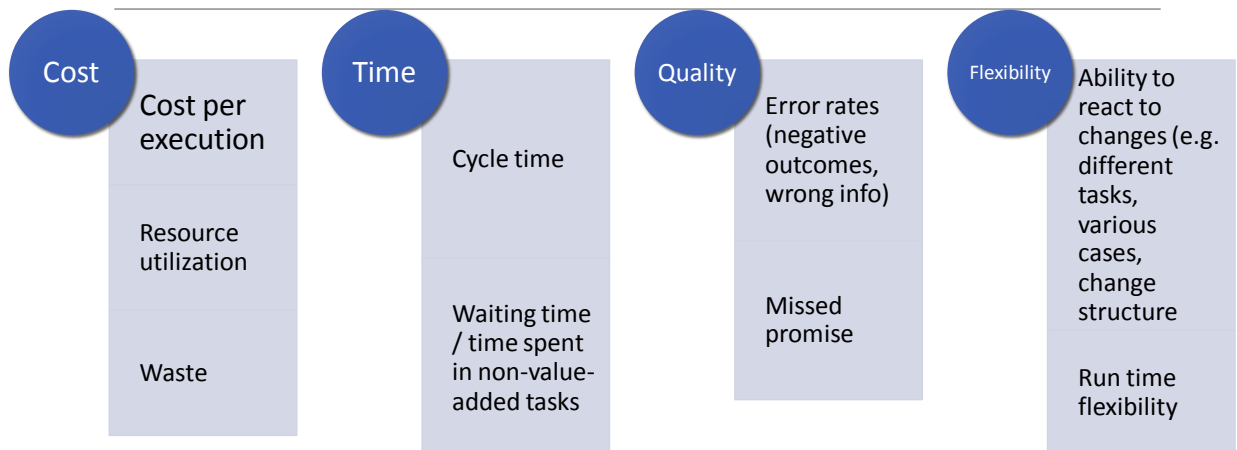 Cost
Cost per
execution
Resource
utilization
Waste
Time
Cycle time
Waiting time
/ time spent
in non-value-
added tasks
Quality
Error rates
(negative
outcomes,
wrong info)
Missed
promise
Flexibility
Ability to
react to
changes (e.g.
different
tasks,
various
cases,
change
structure
Run time
flexibility